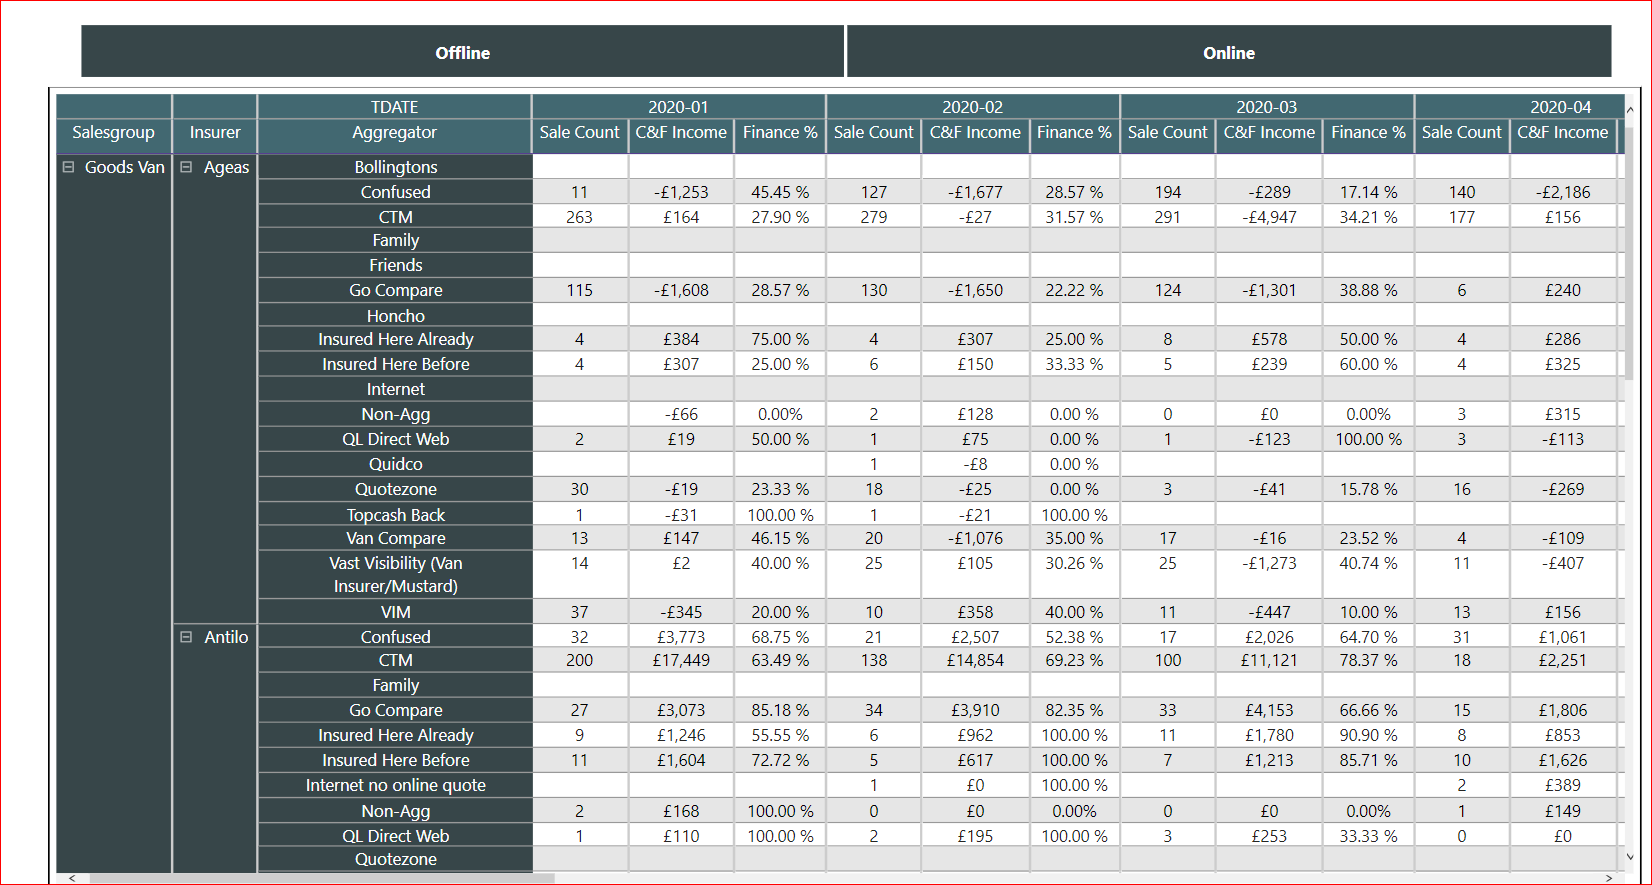 Offline Online
TDATE 2020-01 2020-02 2020-03 2020-04
Salesgroup Insurer Aggregator Sale Count C&F Income Finance % Sale Count C&F Income Finance % Sale Count C&F Income Finance % Sale Count C&F Income
Goods Van Ageas Bollingtons
Confused 11 -£1,253 45.45 % 127 -£1,677 28.57 % 194 -£289 17.14 % 140 -£2,186
CTM 263 £164 27.90 % 279 -£27 31.57 % 291 -£4,947 34.21 % 177 £156
Family
Friends
Go Compare 115 -£1,608 28.57 % 130 -£1,650 22.22 % 124 -£1,301 38.88 % 6 £240
Honcho
Insured Here Already 4 £384 75.00 % 4 £307 25.00 % 8 £578 50.00 % 4 £286
Insured Here Before 4 £307 25.00 % 6 £150 33.33 % 5 £239 60.00 % 4 £325
Internet
Non-Agg -£66 0.00% 2 £128 0.00 % 0 £0 0.00% 3 £315
QL Direct Web 2 £19 50.00 % 1 £75 0.00 % 1 -£123 100.00 % 3 -£113
Quidco 1 -£8 0.00 %
Quotezone 30 -£19 23.33 % 18 -£25 0.00 % 3 -£41 15.78 % 16 -£269
Topcash Back 1 -£31 100.00 % 1 -£21 100.00 %
Van Compare 13 £147 46.15 % 20 -£1,076 35.00 % 17 -£16 23.52 % 4 -£109
Vast Visibility (Van 14 £2 40.00 % 25 £105 30.26 % 25 -£1,273 40.74 % 11 -£407
Insurer/Mustard)
VIM 37 -£345 20.00 % 10 £358 40.00 % 11 -£447 10.00 % 13 £156
Antilo Confused 32 £3,773 68.75 % 21 £2,507 52.38 % 17 £2,026 64.70 % 31 £1,061
CTM 200 £17,449 63.49 % 138 £14,854 69.23 % 100 £11,121 78.37 % 18 £2,251
Family
Go Compare 27 £3,073 85.18 % 34 £3,910 82.35 % 33 £4,153 66.66 % 15 £1,806
Insured Here Already 9 £1,246 55.55 % 6 £962 100.00 % 11 £1,780 90.90 % 8 £853
Insured Here Before 11 £1,604 72.72 % 5 £617 100.00 % 7 £1,213 85.71 % 10 £1,626
Internet no online quote 1 £0 100.00 % 2 £389
Non-Agg 2 £168 100.00 % 0 £0 0.00% 0 £0 0.00% 1 £149
QL Direct Web 1 £110 100.00 % 2 £195 100.00 % 3 £253 33.33 % 0 £0
Quotezone